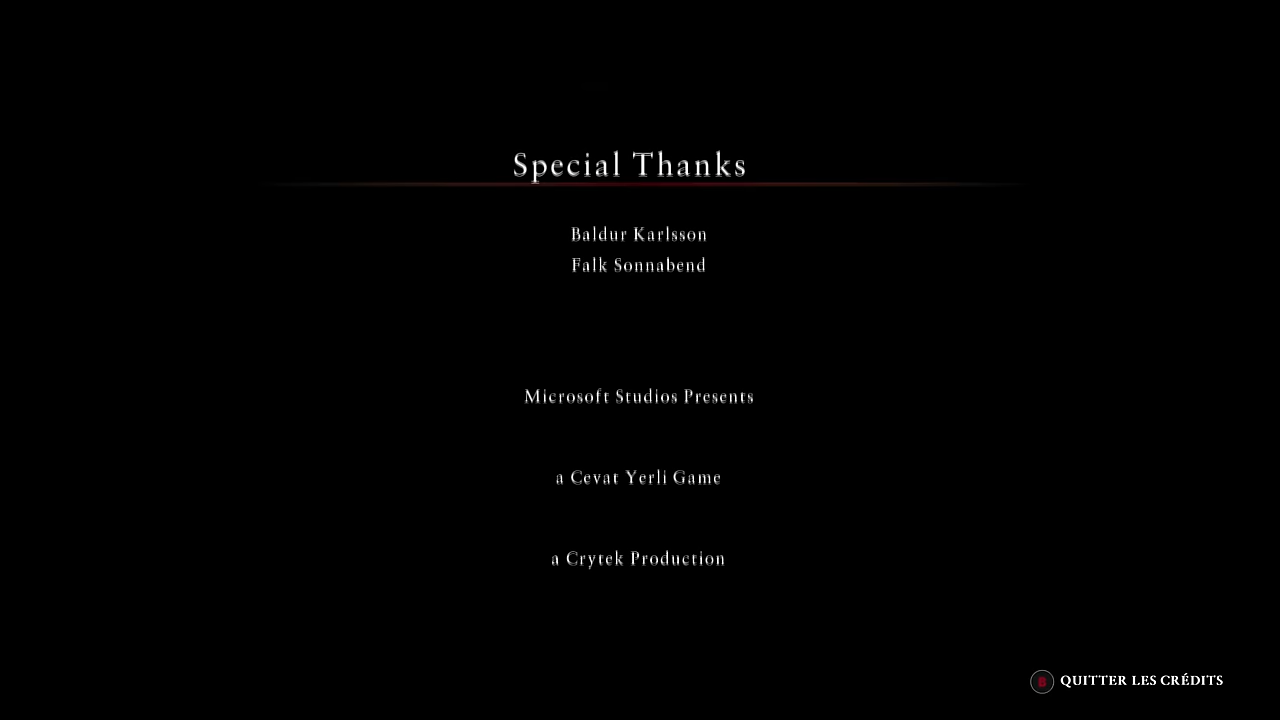 Special Thanks
Baldur Karlsson
Falk Sonnabend
Microsoft Studios Presents
a Cevat Yerli Game
a Crytek Production
B QUITTER LES CRÉDITS